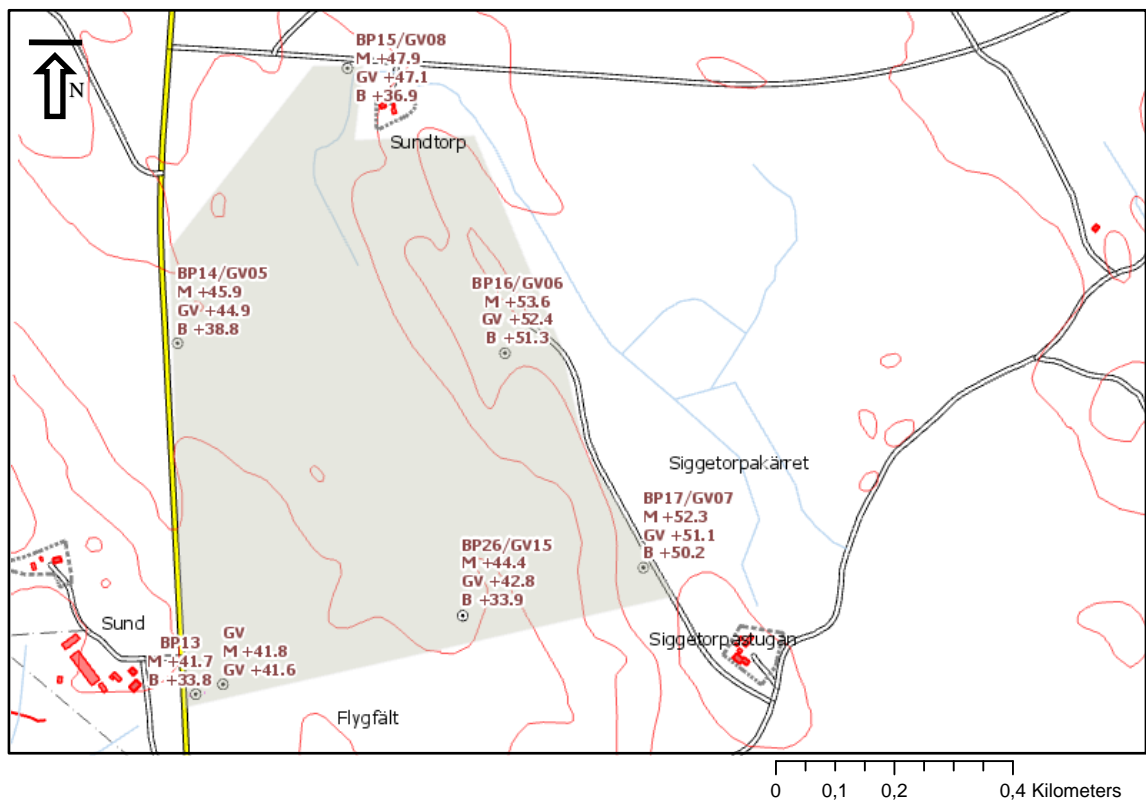 BP15/GV08
M +47.9
GV +47.1
B +36.9
N
Sundtorp
BP14/GV05
M +45.9
GV +44.9
B +38.8
BP16/GV06
M +53.6
GV +52.4
B +51.3
Siggetorpakärret
BP17/GV07
M +52.3
GV +51.1
B +50.2
BP26/GV15
M +44.4
GV +42.8
B +33.9
Sund
BP13
M +41.7
B +33.8
GV
M +41.8
GV +41.6
Siggetorpastugan
Flygfält
0 0,1 0,2 0,4 Kilometers